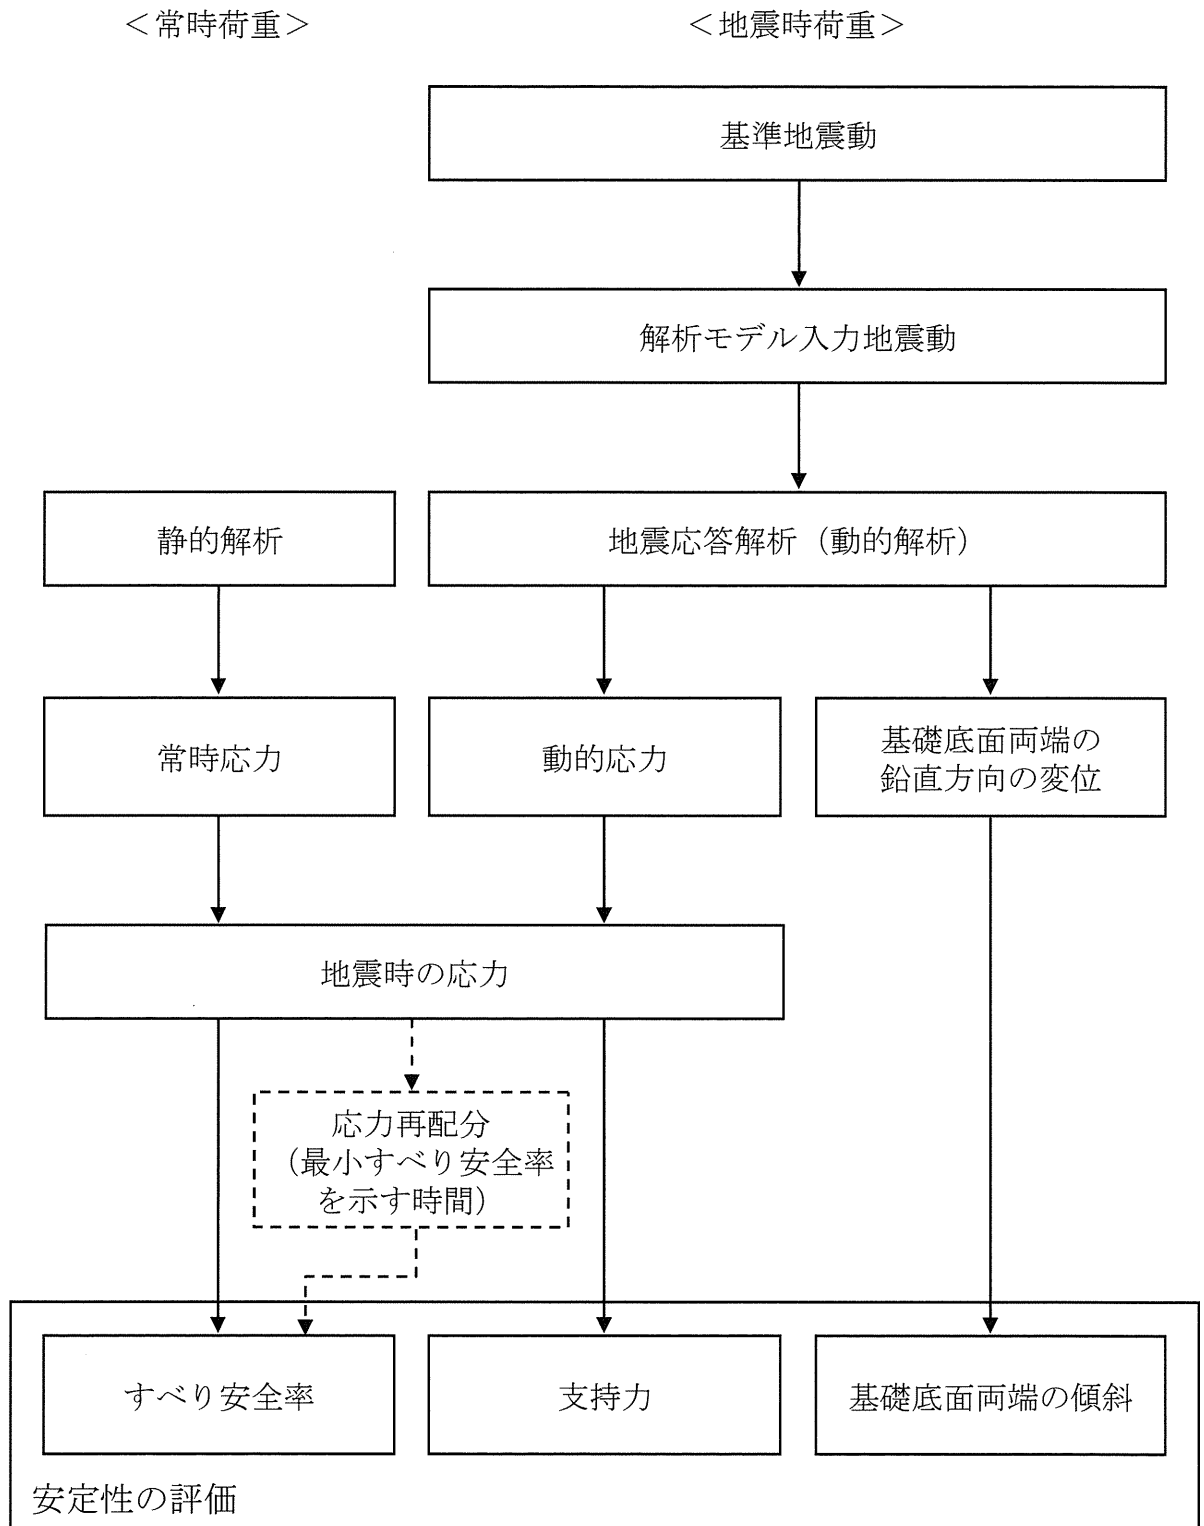 ＜常時荷重＞
＜地震時荷重＞
基準地震動
解析モデル入力地震動
静的解析
地震応答解析（動的解析）
常時応力
動的応力
基礎底面両端の
鉛直方向の変位
地震時の応力
応力再配分
（最小すべり安全率
を示す時間）
すべり安全率
支持力
基礎底面両端の傾斜
安定性の評価